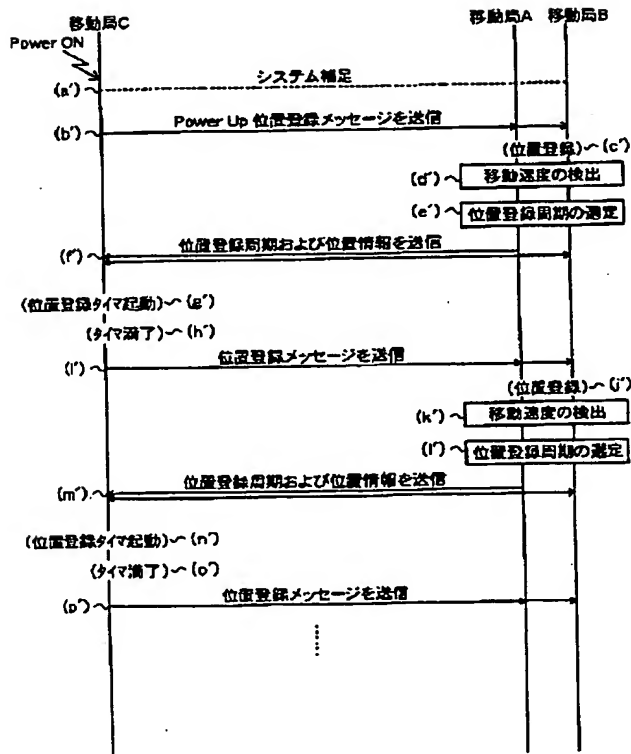 移動局C
移動局A 移動局B
Power ON
(a') システム補足
(b') Power Up 位置登録メッセージを送信
(位置登録) (c')
(d') 移動速度の検出
(e') 位置登録周期の選定
(f') 位置登録周期および位置情報を送信
(位置登録タイマ起動) (g')
(タイマ満了) (h')
(i') 位置登録メッセージを送信
(位置登録) (j')
(k') 移動速度の検出
(l') 位置登録周期の選定
(m') 位置登録周期および位置情報を送信
(位置登録タイマ起動) (n')
(タイマ満了) (o')
(p') 位置登録メッセージを送信